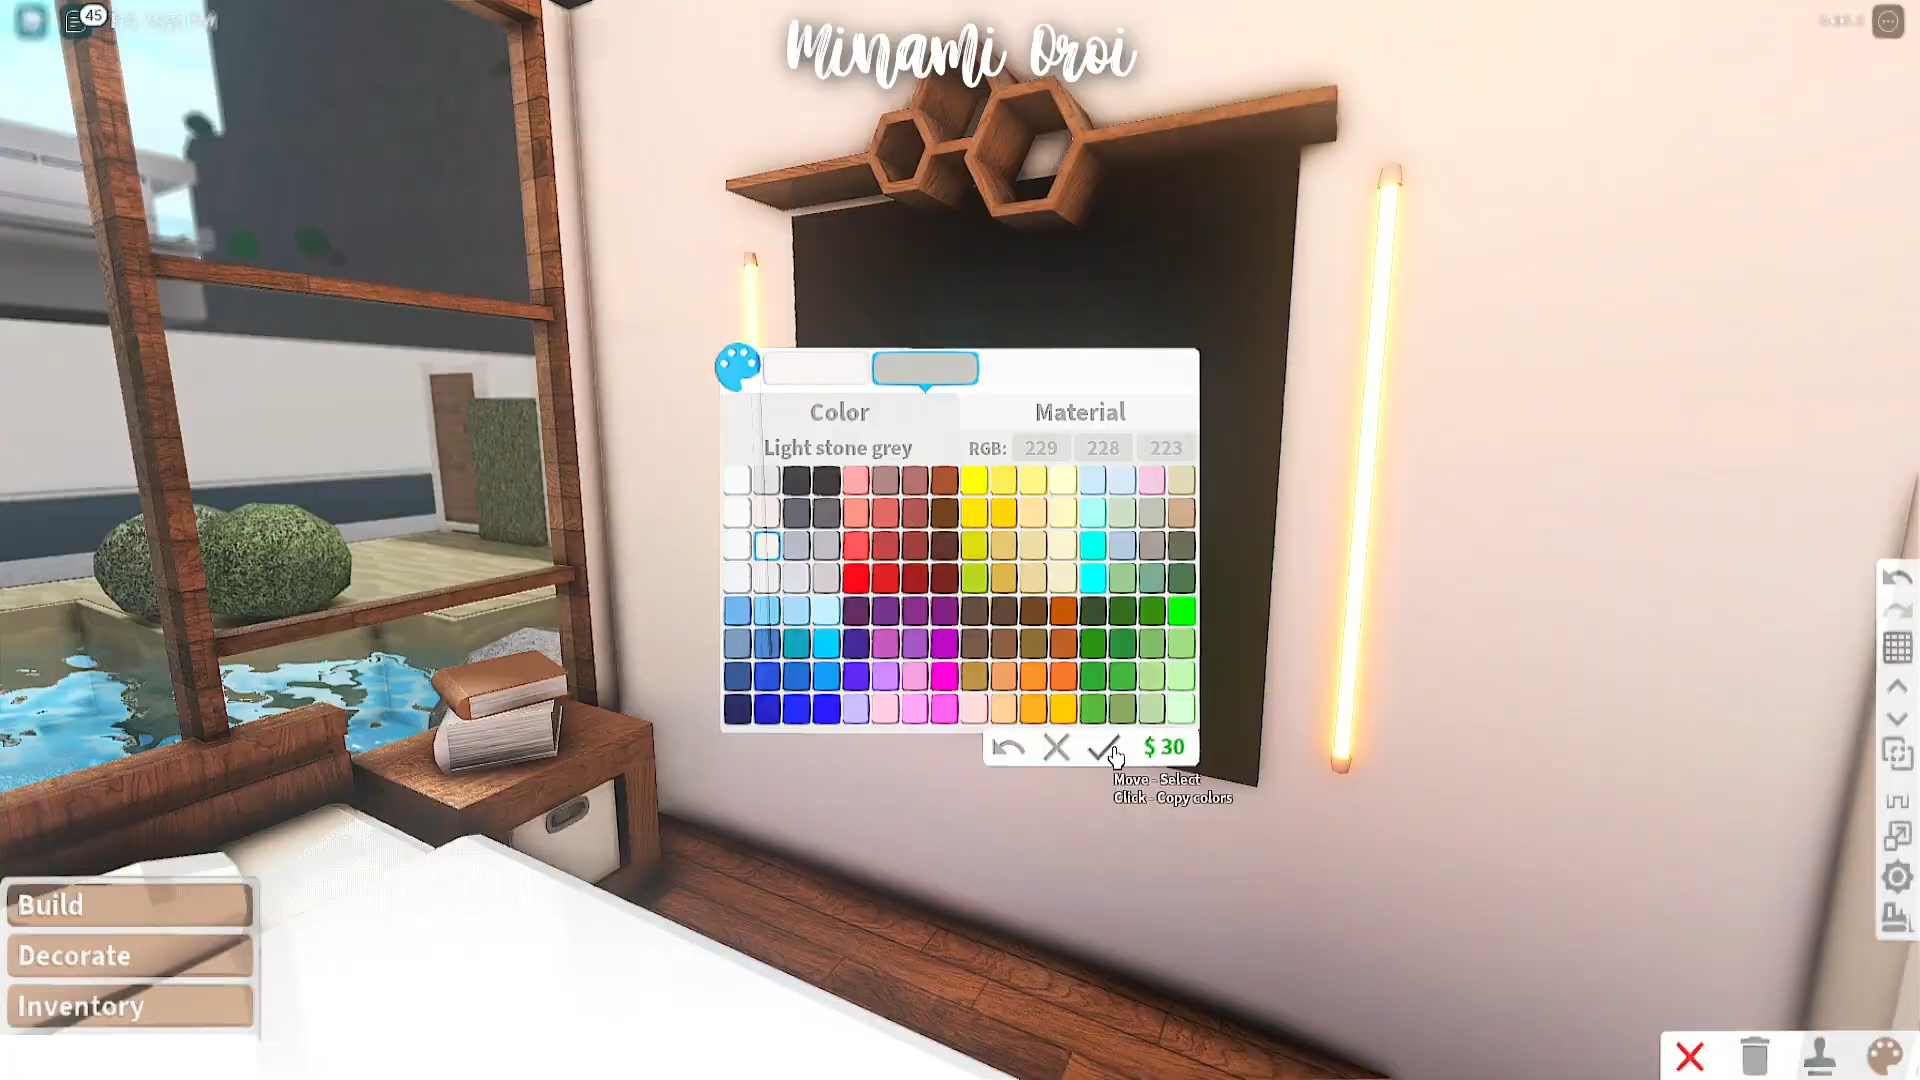 45
Minami Oroi
Color
Material
Light stone grey
RGB: 229 228 223
$ 30
Move - Select
Click - Copy colors
Build
Decorate
Inventory